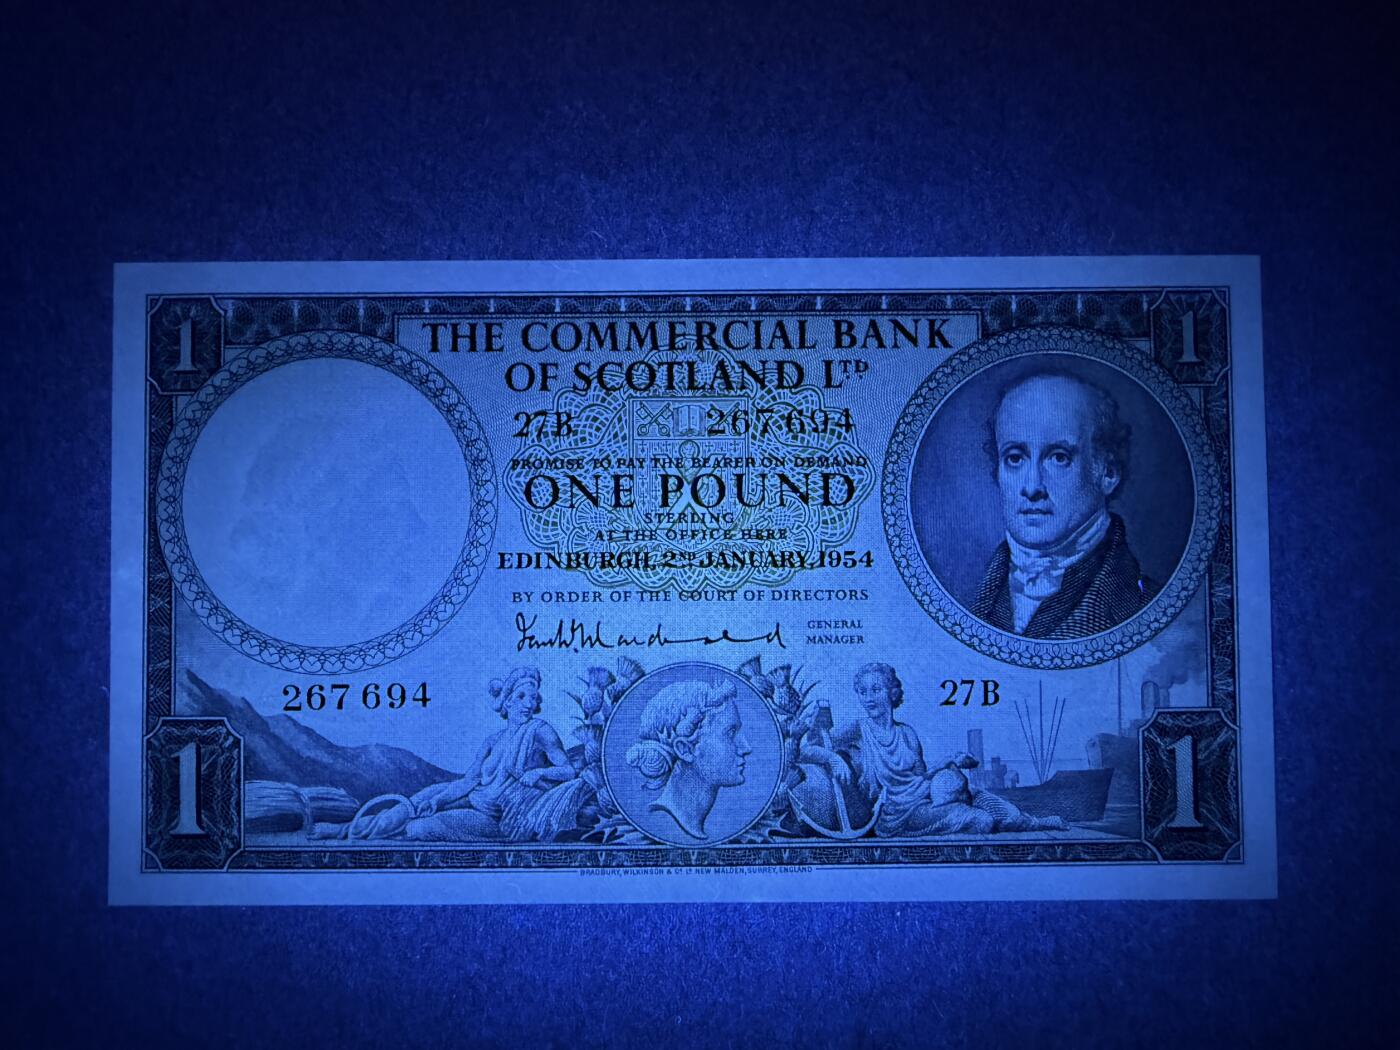 1 1
THE COMMERCIAL BANK
OF SCOTLAND LTD
27B 267694
PROMISE TO PAY THE BEARER ON DEMAND
ONE POUND
STERLING
AT THE OFFICE HERE
EDINBURGH, 2ND JANUARY, 1954
BY ORDER OF THE COURT OF DIRECTORS
GENERAL
MANAGER
267694 27B
1 1
BRADBURY, WILKINSON & Co. Ld. NEW MALDEN, SURREY, ENGLAND